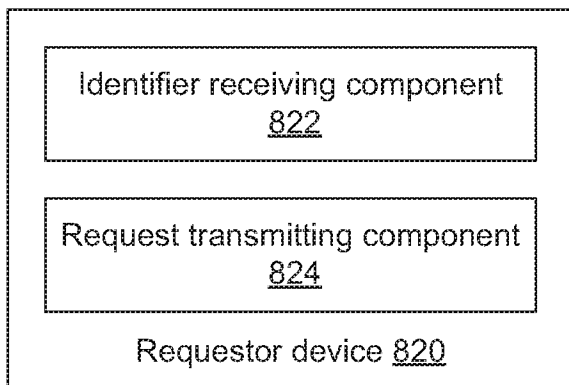 Identifier receiving component
822
Request transmitting component
824
Requestor device 820